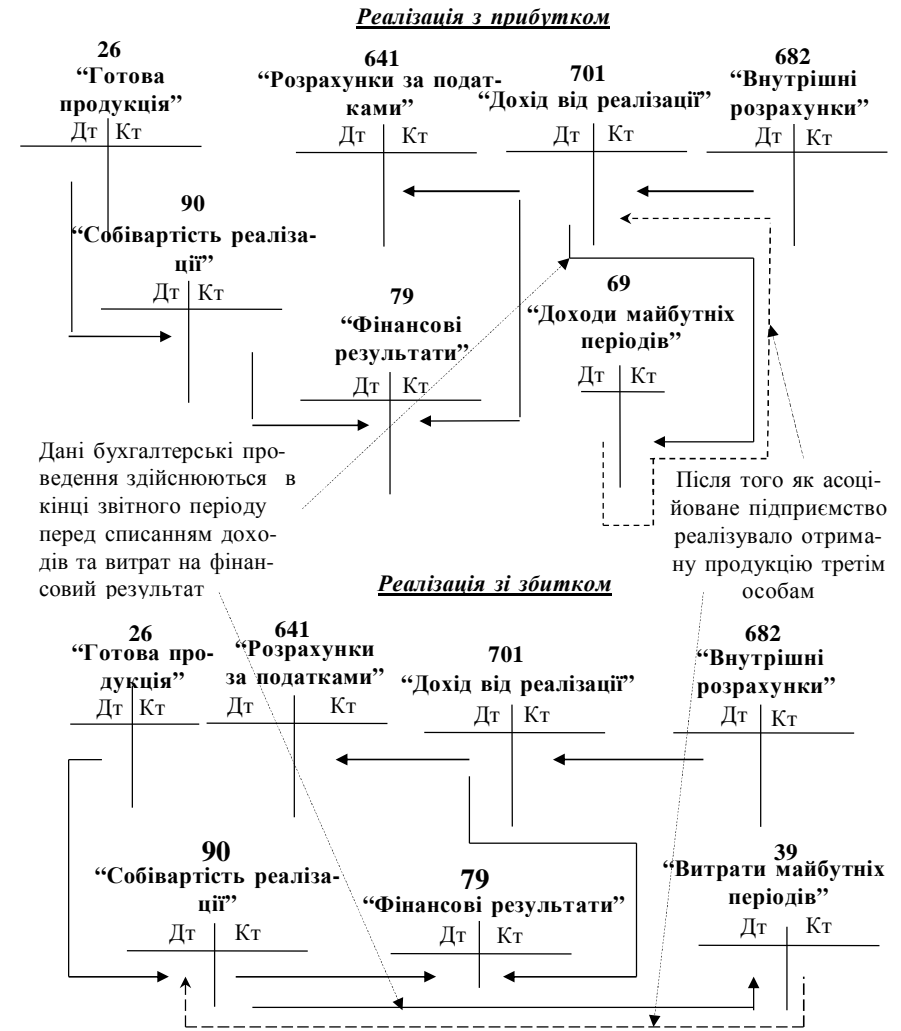 Реалізація з прибутком
26
“Готова
продукція”
Дт Кт
641
“Розрахунки за подат-
ками”
Дт Кт
701
“Дохід від реалізації”
Дт Кт
682
“Внутрішні
розрахунки”
Дт Кт
90
“Собівартість реаліза-
ції”
Дт Кт
79
“Фінансові
результати”
Дт Кт
69
“Доходи майбутніх
періодів”
Дт Кт
Дані бухгалтерські про-
ведення здійснюються в
кінці звітного періоду
перед списанням дохо-
дів та витрат на фінан-
совий результат
Після того як асоці-
йоване підприємство
реалізувало отрима-
ну продукцію третім
особам
Реалізація зі збитком
26
“Готова про-
дукція”
Дт Кт
641
“Розрахунки
за податками”
Дт Кт
701
“Дохід від реалізації”
Дт Кт
682
“Внутрішні
розрахунки”
Дт Кт
90
“Собівартість реаліза-
ції”
Дт Кт
79
“Фінансові результати”
Дт Кт
39
“Витрати майбутніх
періодів”
Дт Кт